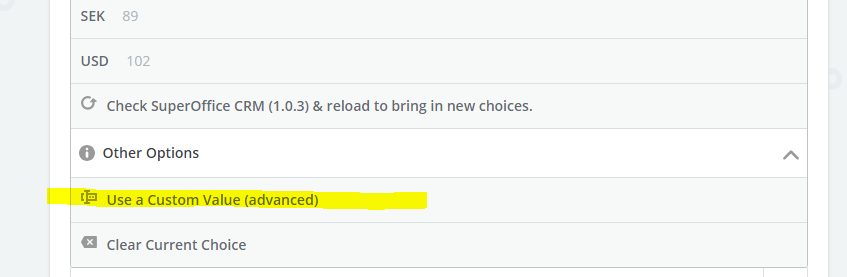 SEK 89
USD 102
Check SuperOffice CRM (1.0.3) & reload to bring in new choices.
Other Options
Use a Custom Value (advanced)
Clear Current Choice